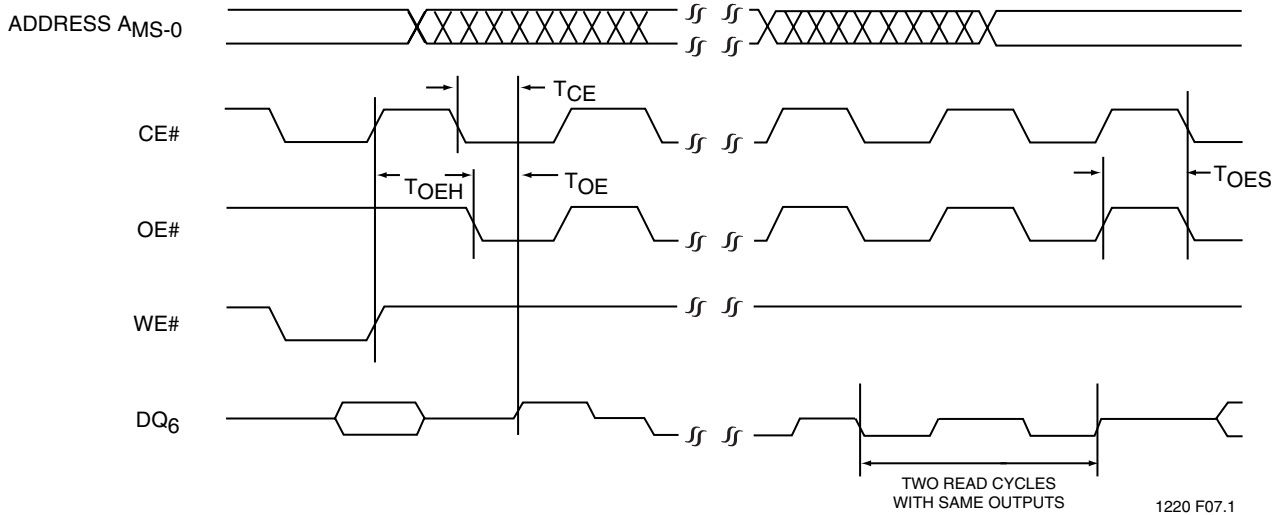 ADDRESS AMS-0
TCE
CE#
TOEH
TOE
TOES
OE#
WE#
DQ6
TWO READ CYCLES
WITH SAME OUTPUTS
1220 F07.1